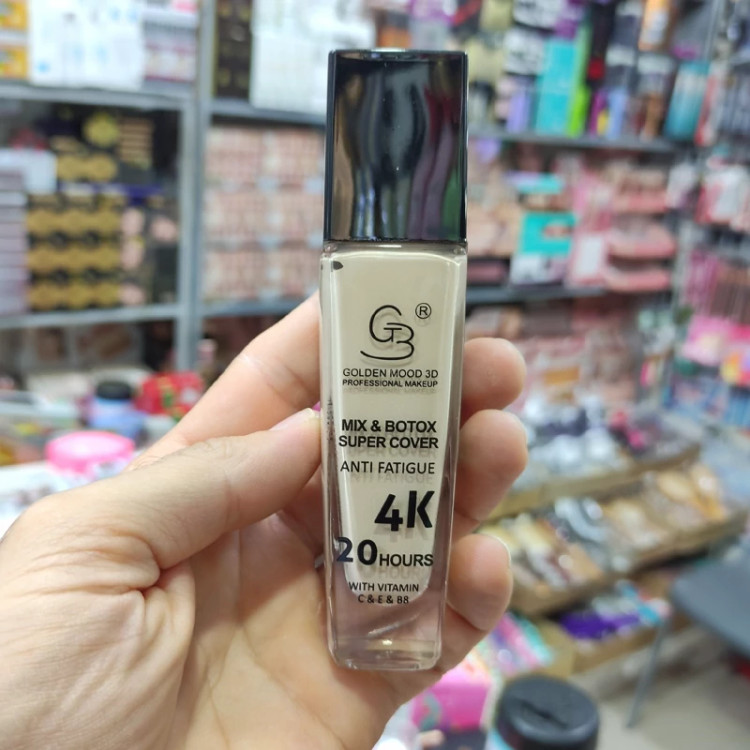 GB®
GOLDEN MOOD 3D
PROFESSIONAL MAKEUP
MIX & BOTOX
SUPER COVER
ANTI FATIGUE
4K
20 HOURS
WITH VITAMIN
C & E & B8